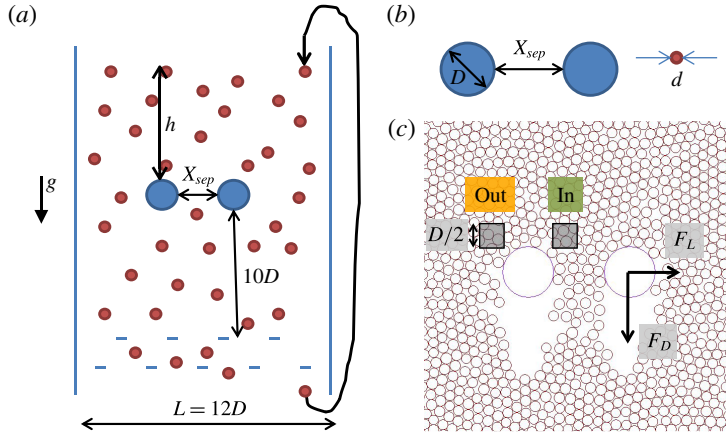 (a)
g
h
X_sep
10D
L = 12D
(b)
D
X_sep
d
(c)
Out
In
D/2
F_L
F_D